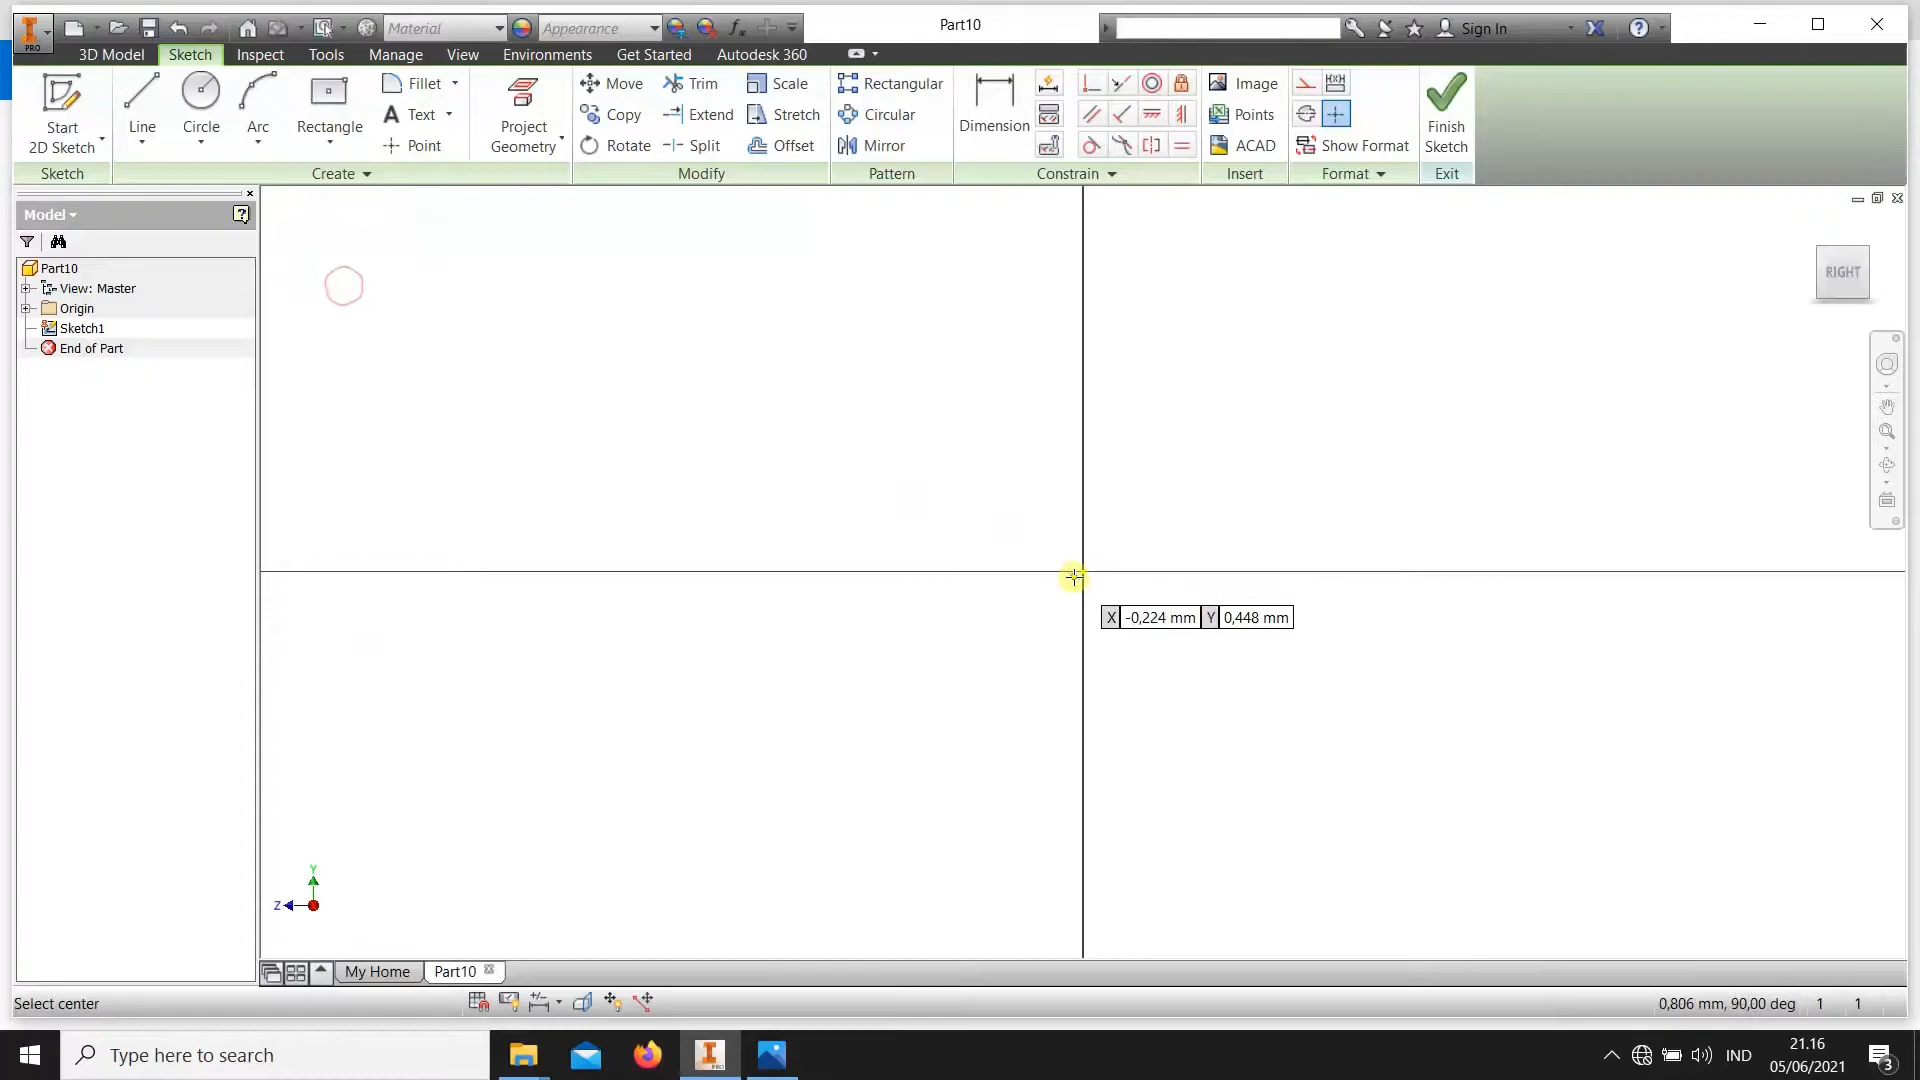 PRO
Material
Appearance
Part10
Sign In
3D Model
Sketch
Inspect
Tools
Manage
View
Environments
Get Started
Autodesk 360
Start
2D Sketch
Line
Circle
Arc
Rectangle
Fillet
Text
Point
Project
Geometry
Move
Copy
Rotate
Trim
Extend
Split
Scale
Stretch
Offset
Rectangular
Circular
Mirror
Dimension
Image
Points
ACAD
Show Format
Finish
Sketch
Sketch
Create
Modify
Pattern
Constrain
Insert
Format
Exit
Model
Part10
View: Master
Origin
Sketch1
End of Part
RIGHT
X -0,224 mm Y 0,448 mm
Y
Z
My Home
Part10
Select center
0,806 mm, 90,00 deg 1 1
Type here to search
PRO
IND
21.16
05/06/2021
3